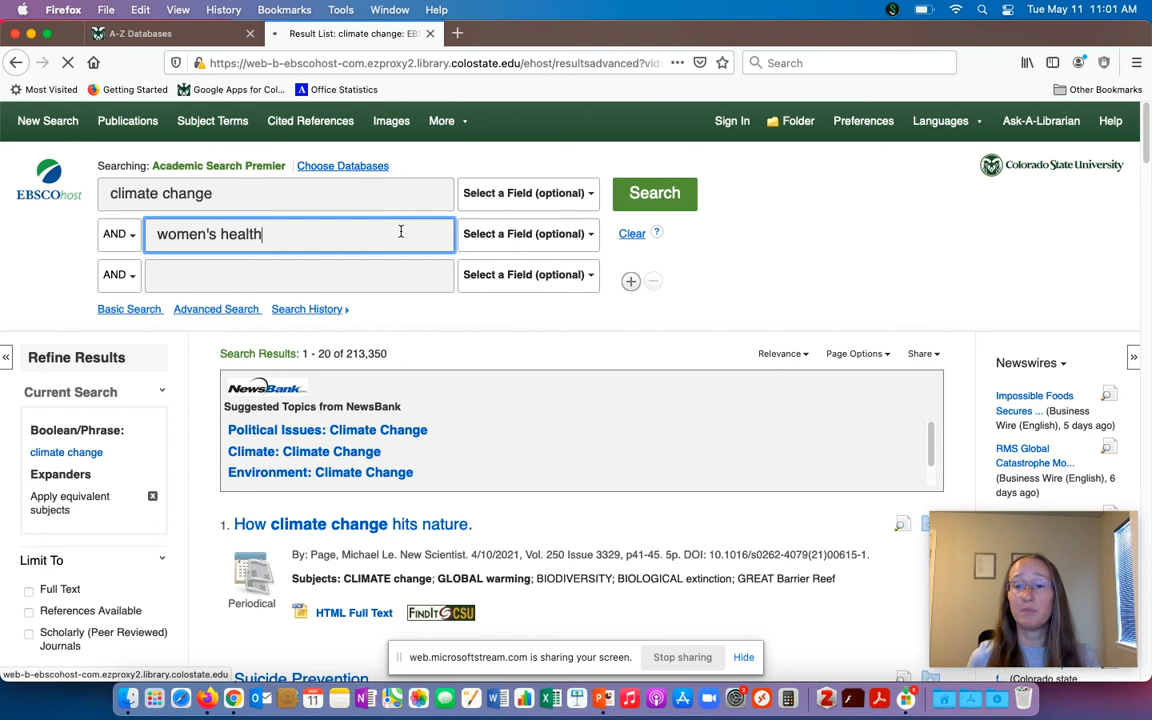 Firefox File Edit View History Bookmarks Tools Window Help Tue May 11 11:01 AM
A-Z Databases Result List: climate change: EBS
https://web-b-ebscohost-com.ezproxy2.library.colostate.edu/ehost/resultsadvanced?vid= Search
Most Visited Getting Started Google Apps for Col... Office Statistics Other Bookmarks
New Search Publications Subject Terms Cited References Images More Sign In Folder Preferences Languages Ask-A-Librarian Help
Searching: Academic Search Premier Choose Databases
EBSCOhost
Colorado State University
climate change Select a Field (optional) Search
AND women's health Select a Field (optional) Clear ?
AND Select a Field (optional)
Basic Search Advanced Search Search History
Refine Results
Current Search
Boolean/Phrase:
climate change
Expanders
Apply equivalent
subjects
Limit To
Full Text
References Available
Scholarly (Peer Reviewed)
Journals
Search Results: 1 - 20 of 213,350 Relevance Page Options Share
NewsBank
Suggested Topics from NewsBank
Political Issues: Climate Change
Climate: Climate Change
Environment: Climate Change
1. How climate change hits nature.
By: Page, Michael Le. New Scientist. 4/10/2021, Vol. 250 Issue 3329, p41-45. 5p. DOI: 10.1016/s0262-4079(21)00615-1.
Subjects: CLIMATE change; GLOBAL warming; BIODIVERSITY; BIOLOGICAL extinction; GREAT Barrier Reef
Periodical
HTML Full Text FINDIT@CSU
Suicide Prevention
Newswires
Impossible Foods
Secures ... (Business
Wire (English), 5 days ago)
RMS Global
Catastrophe Mo...
(Business Wire (English), 6
days ago)
f... (Colorado state
web.microsoftstream.com is sharing your screen. Stop sharing Hide
web-b-ebscohost-com.ezproxy2.library.colostate.edu